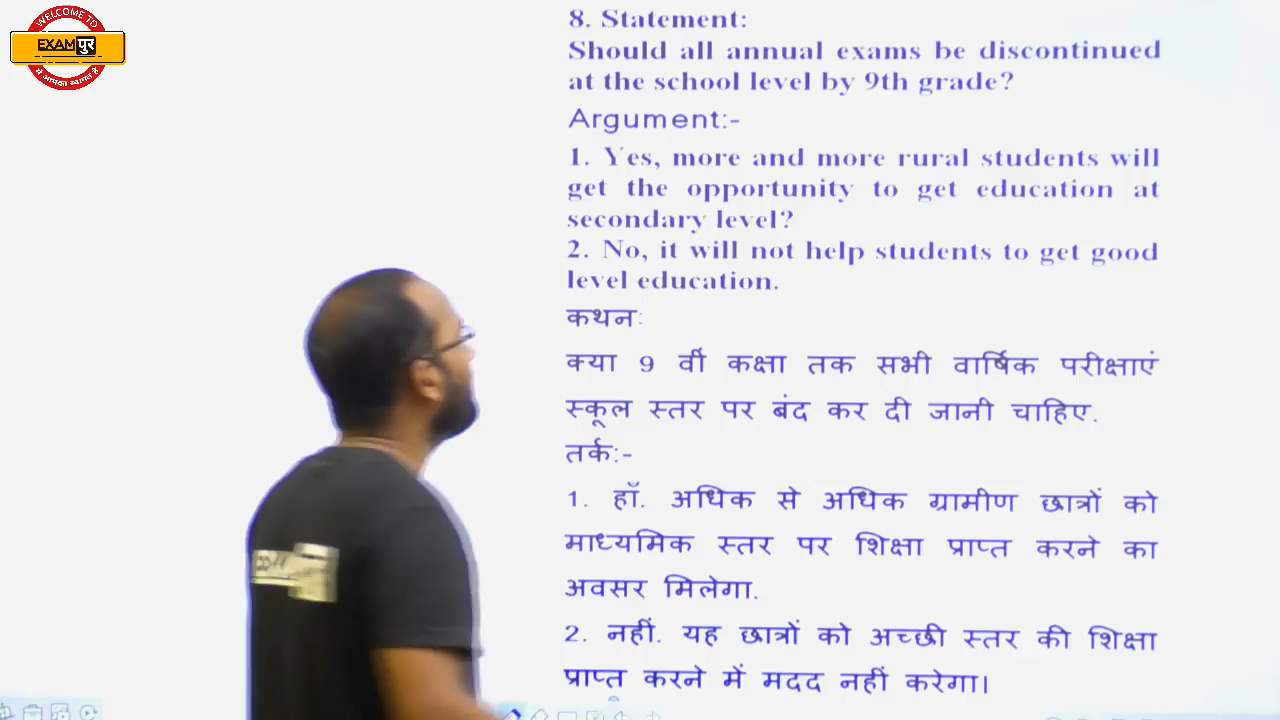 WELCOME TO
EXAMपुर
में आपका स्वागत है
8. Statement:
Should all annual exams be discontinued
at the school level by 9th grade?
Argument:-
1. Yes, more and more rural students will
get the opportunity to get education at
secondary level?
2. No, it will not help students to get good
level education.
कथन:
क्या 9 वीं कक्षा तक सभी वार्षिक परीक्षाएं
स्कूल स्तर पर बंद कर दी जानी चाहिए.
तर्क:-
1. हाँ. अधिक से अधिक ग्रामीण छात्रों को
माध्यमिक स्तर पर शिक्षा प्राप्त करने का
अवसर मिलेगा.
2. नहीं. यह छात्रों को अच्छी स्तर की शिक्षा
प्राप्त करने में मदद नहीं करेगा।